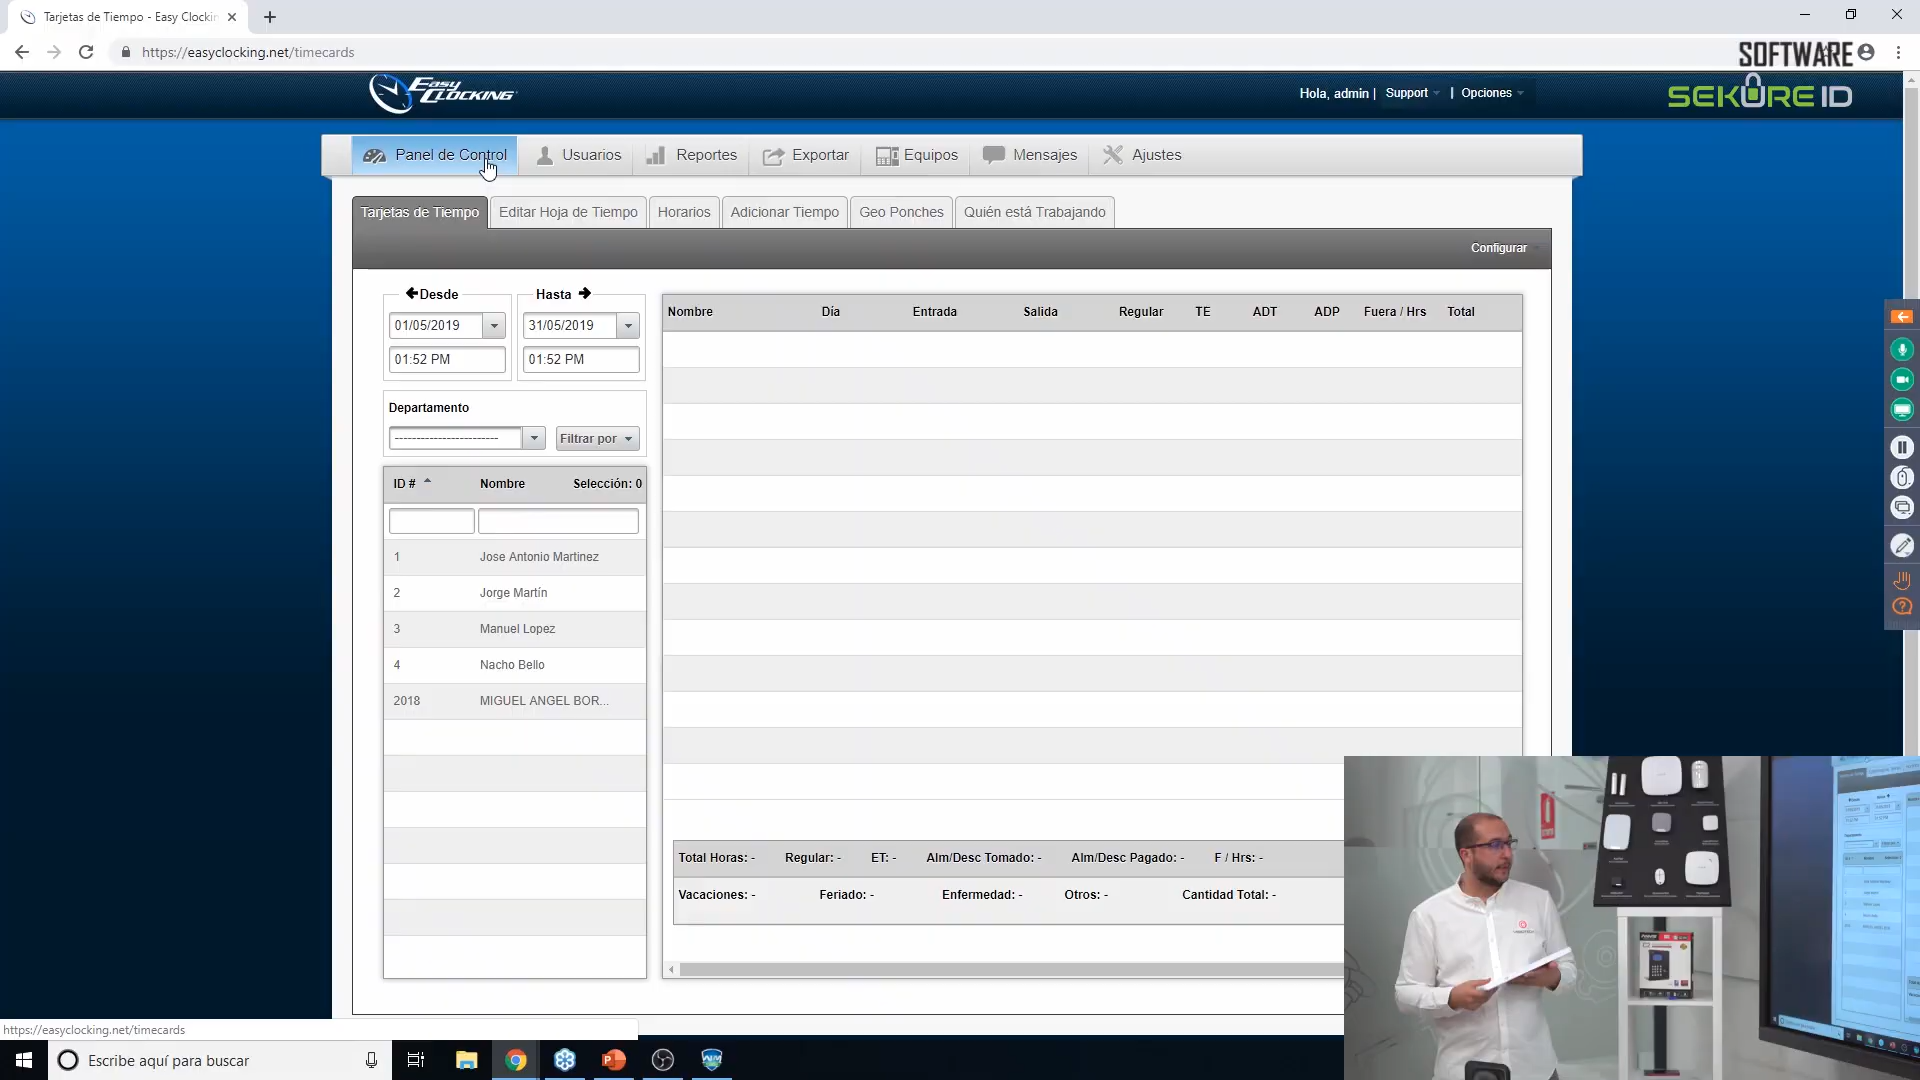 Tarjetas de Tiempo - Easy Clockin
https://easyclocking.net/timecards
SOFTWARE
EASY CLOCKING
Hola, admin | Support | Opciones
SEKURE ID
Panel de Control Usuarios Reportes Exportar Equipos Mensajes Ajustes
Tarjetas de Tiempo Editar Hoja de Tiempo Horarios Adicionar Tiempo Geo Ponches Quién está Trabajando
Configurar
Desde Hasta
01/05/2019 31/05/2019
01:52 PM 01:52 PM
Departamento
------------------------ Filtrar por
ID # Nombre Selección: 0
1 Jose Antonio Martinez
2 Jorge Martín
3 Manuel Lopez
4 Nacho Bello
2018 MIGUEL ANGEL BOR...
Nombre Día Entrada Salida Regular TE ADT ADP Fuera / Hrs Total
Total Horas: - Regular: - ET: - Alm/Desc Tomado: - Alm/Desc Pagado: - F / Hrs: -
Vacaciones: - Feriado: - Enfermedad: - Otros: - Cantidad Total: -
https://easyclocking.net/timecards
Escribe aquí para buscar